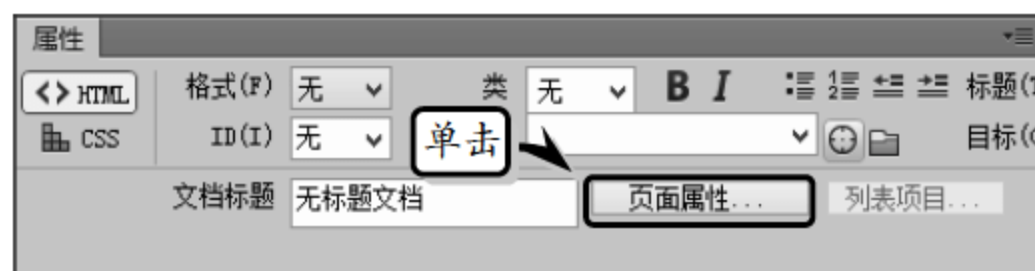 属性
<> HTML 格式(F) 无 类 无 B I 标题(
CSS ID(I) 无 单击 目标(
文档标题 无标题文档 页面属性... 列表项目...